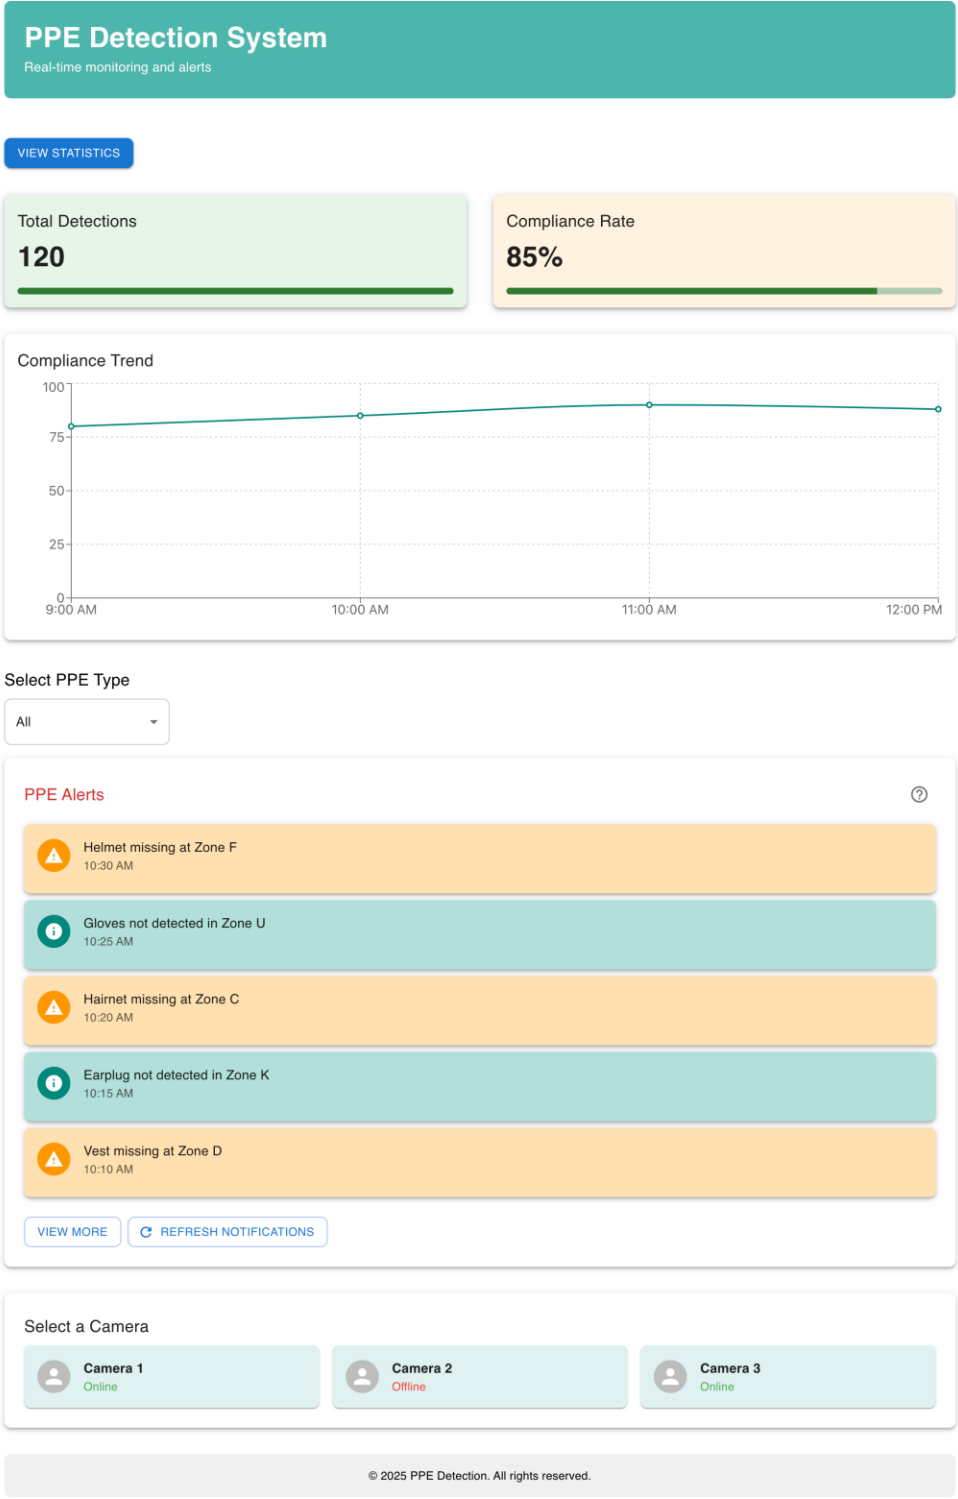 PPE Detection System
Real-time monitoring and alerts
VIEW STATISTICS
Total Detections
120
Compliance Rate
85%
Compliance Trend
100
75
50
25
0
9:00 AM
10:00 AM
11:00 AM
12:00 PM
Select PPE Type
All
PPE Alerts
Helmet missing at Zone F
10:30 AM
Gloves not detected in Zone U
10:25 AM
Hairnet missing at Zone C
10:20 AM
Earplug not detected in Zone K
10:15 AM
Vest missing at Zone D
10:10 AM
VIEW MORE
REFRESH NOTIFICATIONS
Select a Camera
Camera 1
Online
Camera 2
Offline
Camera 3
Online
© 2025 PPE Detection. All rights reserved.